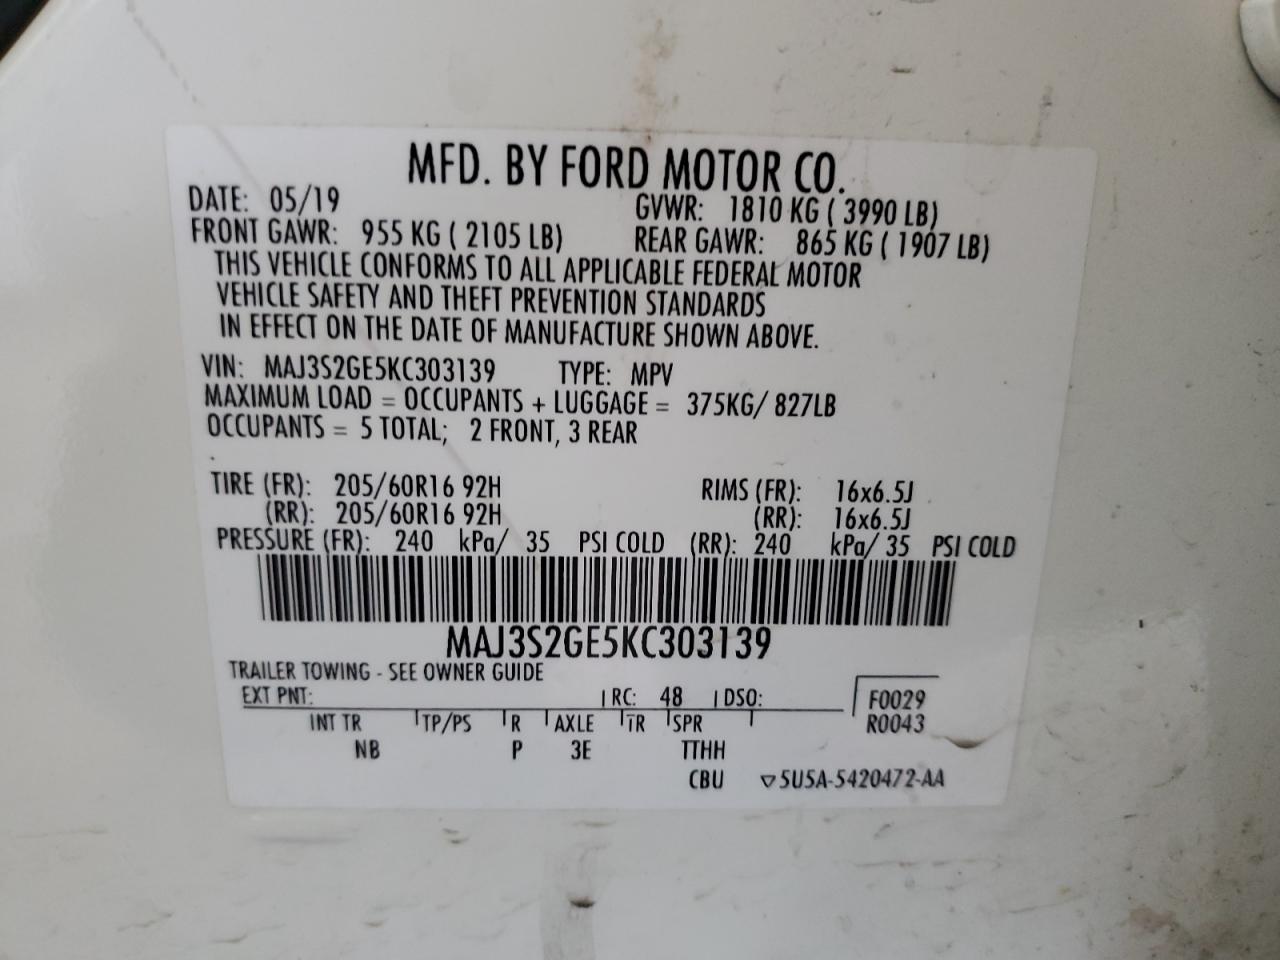 MFD. BY FORD MOTOR CO.
DATE: 05/19 GVWR: 1810 KG ( 3990 LB)
FRONT GAWR: 955 KG ( 2105 LB) REAR GAWR: 865 KG ( 1907 LB)
THIS VEHICLE CONFORMS TO ALL APPLICABLE FEDERAL MOTOR
VEHICLE SAFETY AND THEFT PREVENTION STANDARDS
IN EFFECT ON THE DATE OF MANUFACTURE SHOWN ABOVE.
VIN: MAJ3S2GE5KC303139 TYPE: MPV
MAXIMUM LOAD = OCCUPANTS + LUGGAGE = 375KG/ 827LB
OCCUPANTS = 5 TOTAL; 2 FRONT, 3 REAR
TIRE (FR): 205/60R16 92H RIMS (FR): 16x6.5J
(RR): 205/60R16 92H (RR): 16x6.5J
PRESSURE (FR): 240 kPa/ 35 PSI COLD (RR): 240 kPa/ 35 PSI COLD
MAJ3S2GE5KC303139
TRAILER TOWING - SEE OWNER GUIDE
EXT PNT: RC: 48 DSO: F0029
INT TR TP/PS R AXLE TR SPR R0043
NB P 3E TTHH
CBU ▽5U5A-5420472-AA